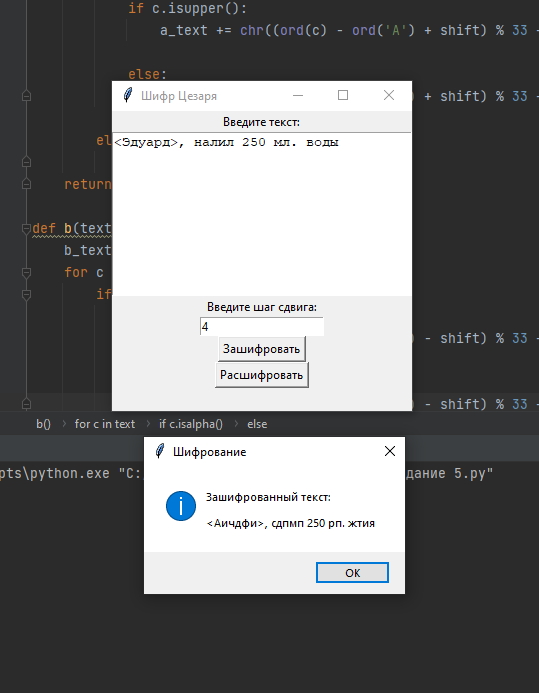 if c.isupper():
a_text += chr((ord(c) - ord('A') + shift) % 33 -
else:
Шифр Цезаря
+ shift) % 33 -
Введите текст:
<Эдуард>, налил 250 мл. воды
el
return
def b(text
b_text
for c
if
Введите шаг сдвига:
4
Зашифровать
- shift) % 33 -
Расшифровать
- shift) % 33 -
b() > for c in text > if c.isalpha() > else
Шифрование
pts\python.exe "C:
дание 5.py"
Зашифрованный текст:
<Аичдфи>, сдпмп 250 рп. жтия
OK